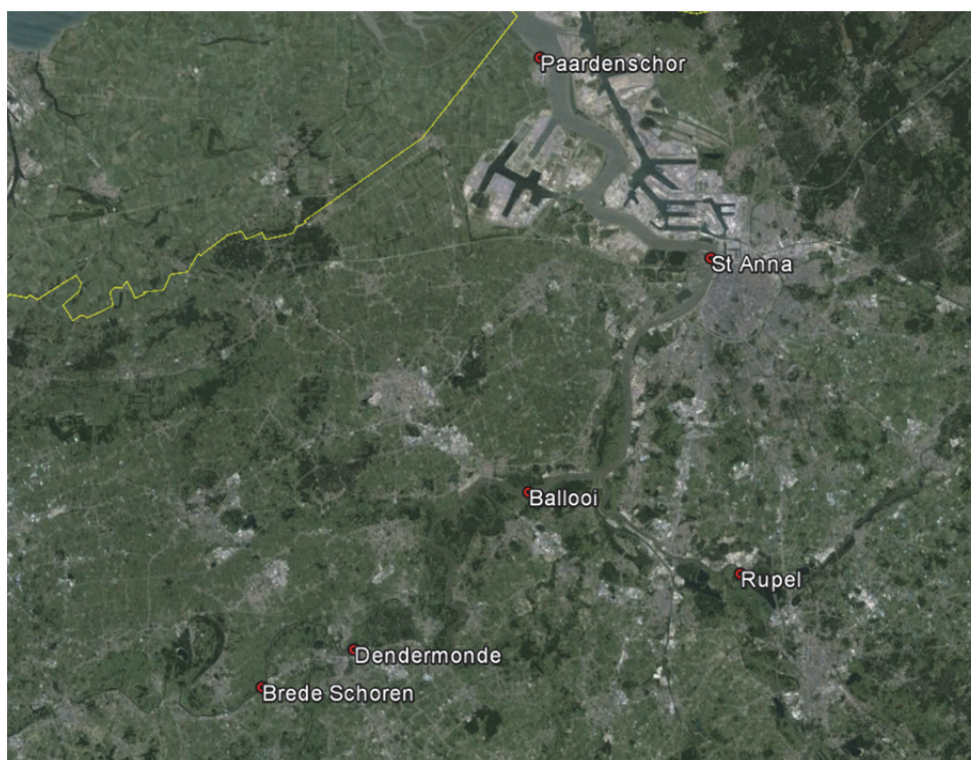 Paardenschor
St Anna
Ballooi
Rupel
Dendermonde
Brede Schoren